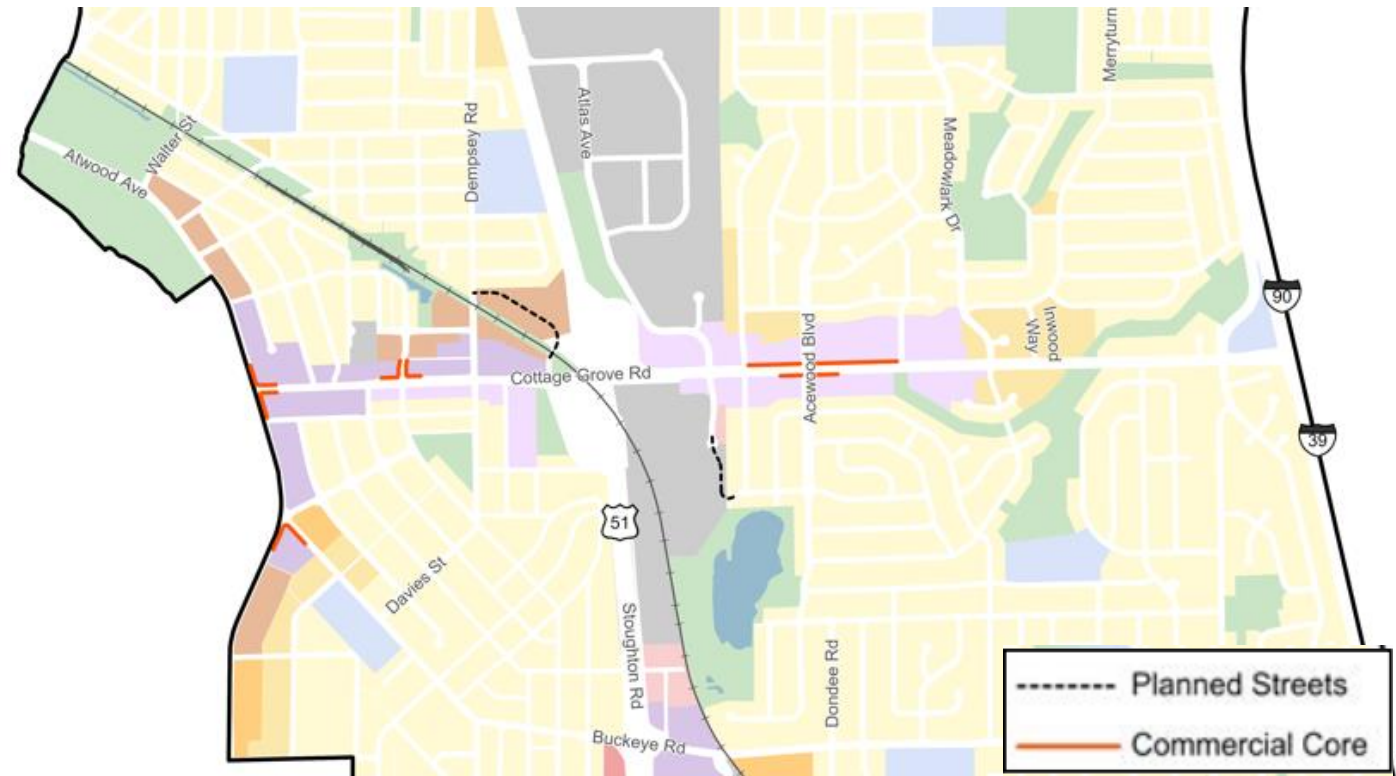 Merryturn
Atlas Ave
Dempsey Rd
Walter St
Atwood Ave
Meadowlark Dr
90
Inwood
Way
Acewood Blvd
Cottage Grove Rd
39
51
Davies St
Stoughton Rd
Dondee Rd
Buckeye Rd
Planned Streets
Commercial Core